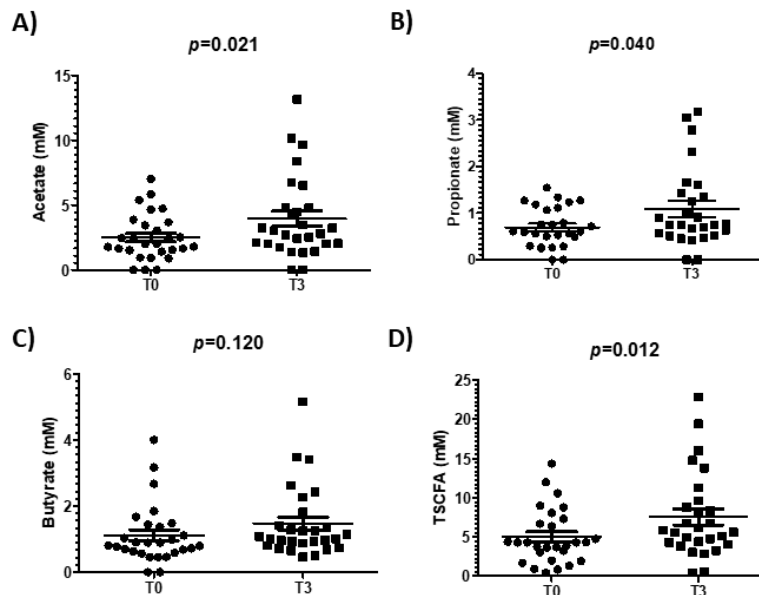 A)
p=0.021
Acetate (mM)
15
10
5
0
T0
T3
B)
p=0.040
Propionate (mM)
4
3
2
1
0
T0
T3
C)
p=0.120
Butyrate (mM)
6
4
2
0
T0
T3
D)
p=0.012
TSCFA (mM)
25
20
15
10
5
0
T0
T3